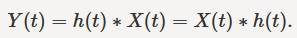 Y(t) = h(t) * X(t) = X(t) * h(t).